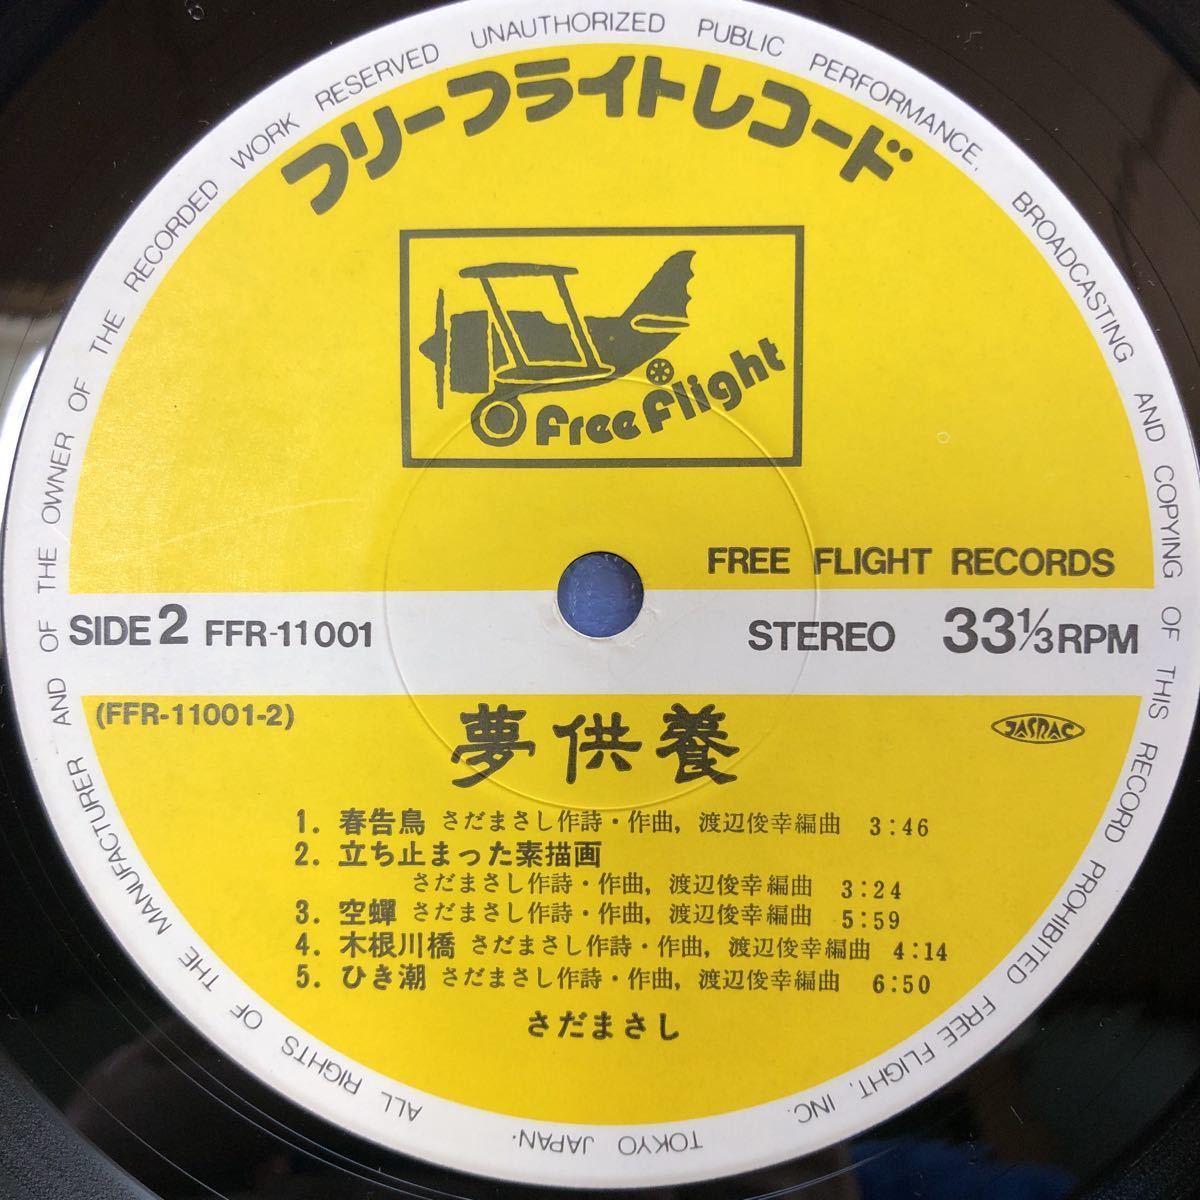 ALL RIGHTS OF THE MANUFACTURER AND OF THE OWNER OF THE RECORDED WORK RESERVED UNAUTHORIZED PUBLIC PERFORMANCE, BROADCASTING AND COPYING OF THIS RECORD PROHIBITED FREE FLIGHT, INC. TOKYO JAPAN.
フリーフライトレコード
Free Flight
FREE FLIGHT RECORDS
SIDE 2 FFR-11001 STEREO 33⅓ RPM
(FFR-11001-2)
JASRAC
夢供養
1. 春告鳥 さだまさし作詩・作曲, 渡辺俊幸編曲 3:46
2. 立ち止まった素描画
さだまさし作詩・作曲, 渡辺俊幸編曲 3:24
3. 空蟬 さだまさし作詩・作曲, 渡辺俊幸編曲 5:59
4. 木根川橋 さだまさし作詩・作曲, 渡辺俊幸編曲 4:14
5. ひき潮 さだまさし作詩・作曲, 渡辺俊幸編曲 6:50
さだまさし